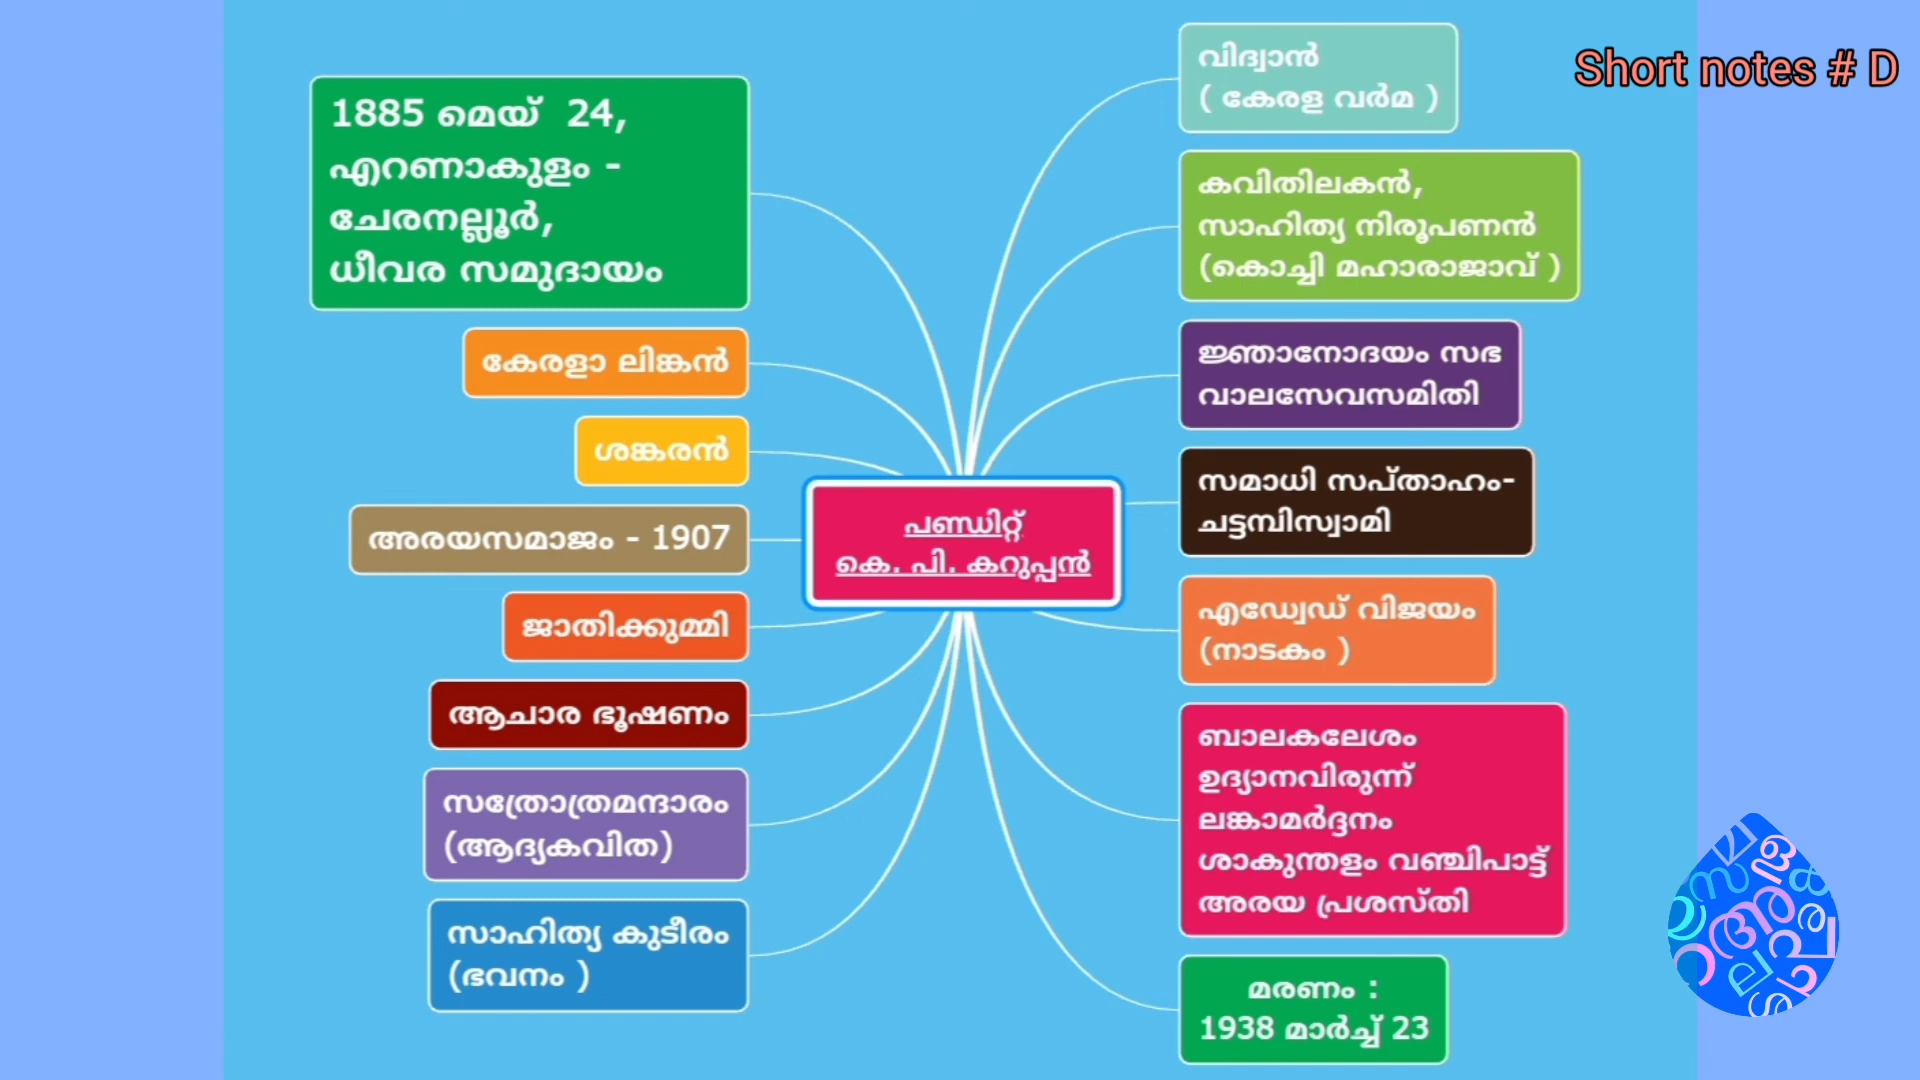 Short notes # D
1885 മെയ് 24,
എറണാകുളം -
ചേരനല്ലൂർ,
ധീവര സമുദായം
കേരളാ ലിങ്കൻ
ശങ്കരൻ
അരയസമാജം - 1907
ജാതിക്കുമ്മി
ആചാര ഭൂഷണം
സത്രോത്രമന്ദാരം
(ആദ്യകവിത)
സാഹിത്യ കുടീരം
(ഭവനം )
പണ്ഡിറ്റ്
കെ. പി. കറുപ്പൻ
വിദ്വാൻ
( കേരള വർമ )
കവിതിലകൻ,
സാഹിത്യ നിരൂപണൻ
(കൊച്ചി മഹാരാജാവ് )
ജ്ഞാനോദയം സഭ
വാലസേവസമിതി
സമാധി സപ്താഹം-
ചട്ടമ്പിസ്വാമി
എഡ്വേഡ് വിജയം
(നാടകം )
ബാലകലേശം
ഉദ്യാനവിരുന്ന്
ലങ്കാമർദ്ദനം
ശാകുന്തളം വഞ്ചിപാട്ട്
അരയ പ്രശസ്തി
മരണം :
1938 മാർച്ച് 23